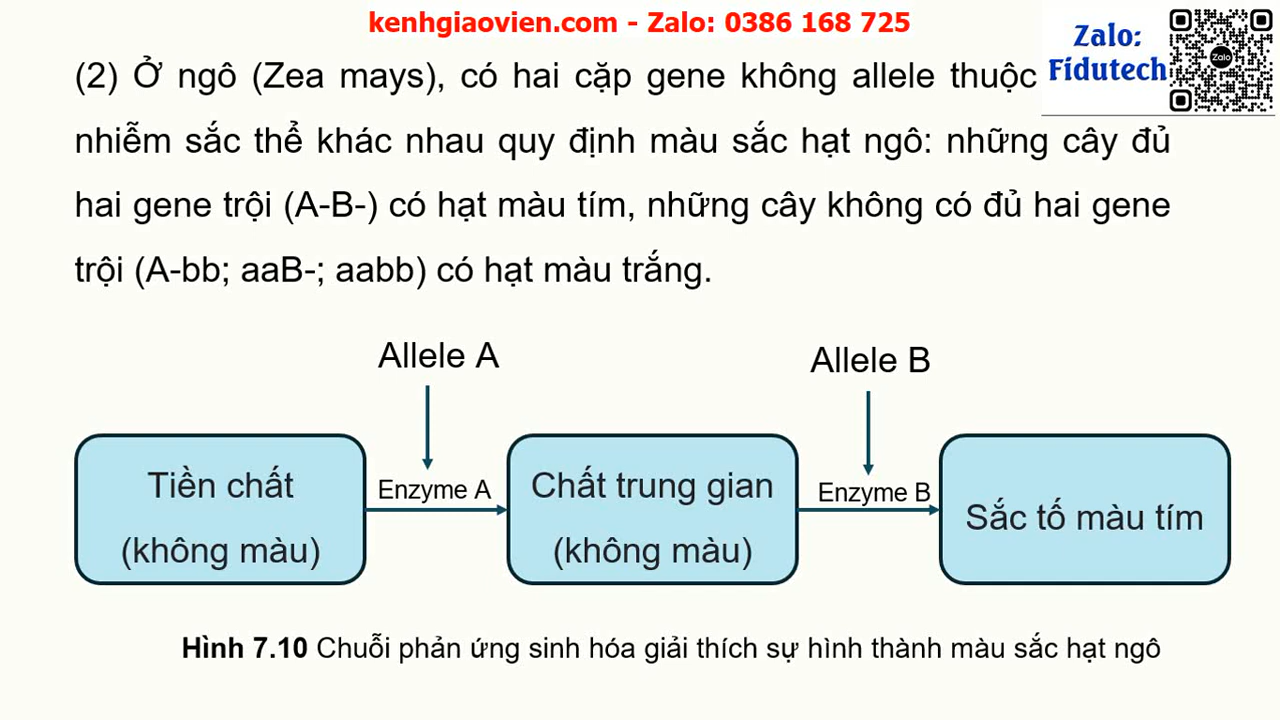 kenhgiaovien.com - Zalo: 0386 168 725
Zalo:
Fidutech
Zalo
(2) Ở ngô (Zea mays), có hai cặp gene không allele thuộc
nhiễm sắc thể khác nhau quy định màu sắc hạt ngô: những cây đủ
hai gene trội (A-B-) có hạt màu tím, những cây không có đủ hai gene
trội (A-bb; aaB-; aabb) có hạt màu trắng.
Allele A
Allele B
Tiền chất
(không màu)
Enzyme A
Chất trung gian
(không màu)
Enzyme B
Sắc tố màu tím
Hình 7.10 Chuỗi phản ứng sinh hóa giải thích sự hình thành màu sắc hạt ngô